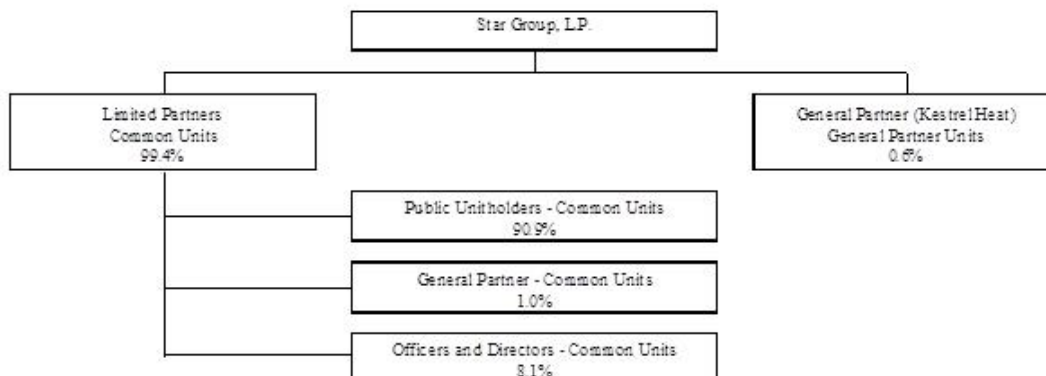 Star Group, L.P.
Limited Partners
Common Units
99.4%
General Partner (Kestrel Heat)
General Partner Units
0.6%
Public Unitholders - Common Units
90.9%
General Partner - Common Units
1.0%
Officers and Directors - Common Units
8.1%